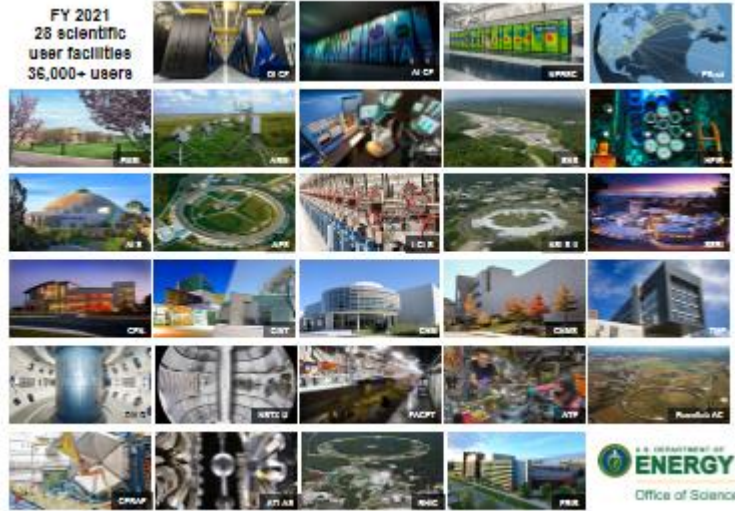 FY 2021
28 scientific
user facilities
36,000+ users
OLCF
ALCF
NERSC
ESnet
EMSL
ARM
JGI
SNS
HFIR
ALS
APS
LCLS
NSLS II
SSRL
CFN
CINT
CNM
CNMS
TMF
DIII-D
NSTX-U
FACET
ATF
Fermilab AC
CEBAF
ATLAS
RHIC
FRIB
U.S. DEPARTMENT OF
ENERGY
Office of Science